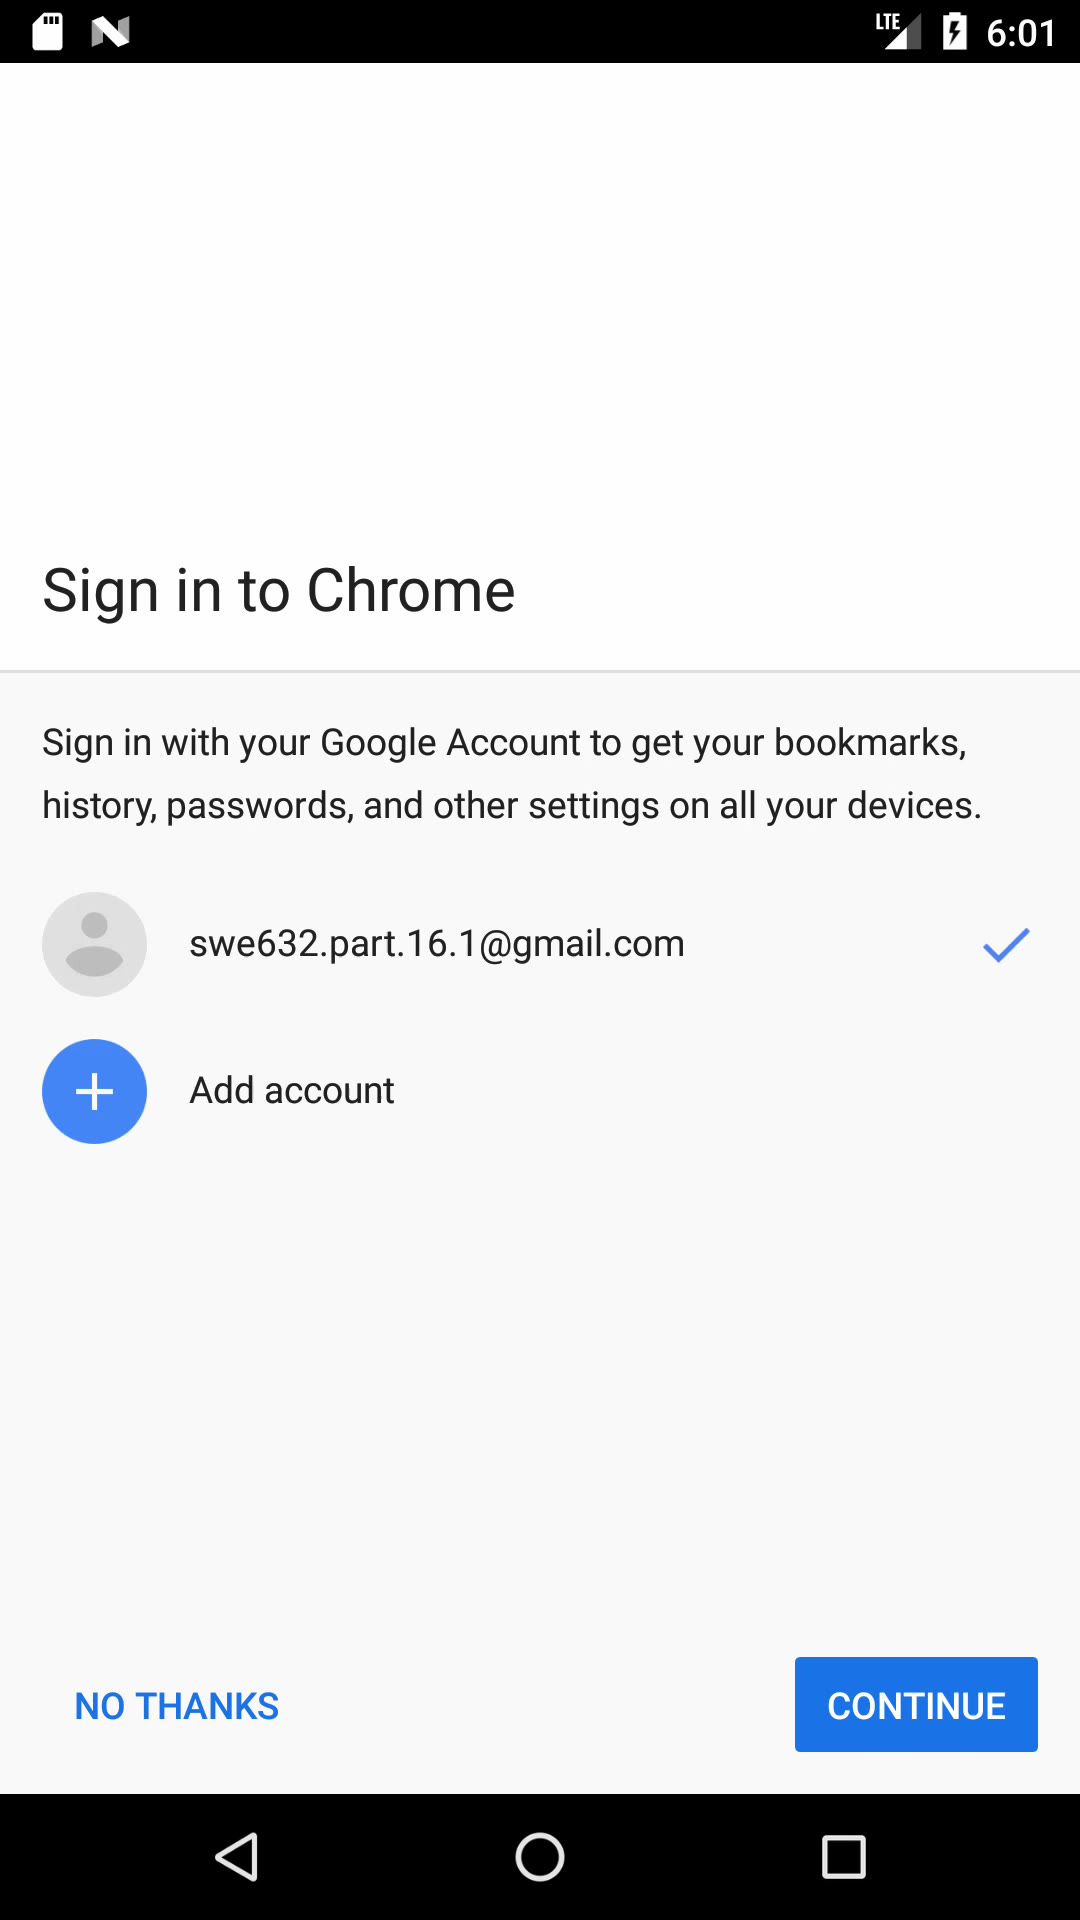 LTE 6:01
Sign in to Chrome
Sign in with your Google Account to get your bookmarks,
history, passwords, and other settings on all your devices.
swe632.part.16.1@gmail.com
Add account
NO THANKS
CONTINUE